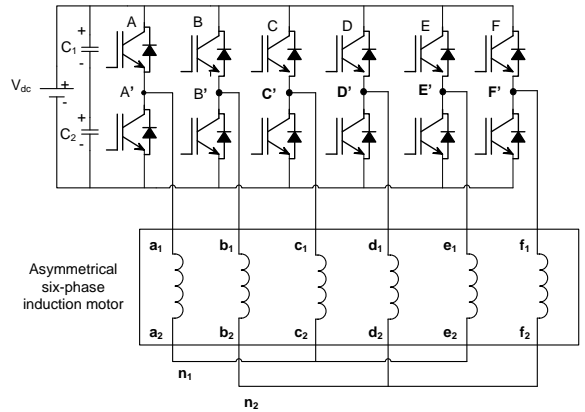 A B C D E F
+
C₁
-
V_dc
+
-
A' B' C' D' E' F'
+
C₂
-
a₁ b₁ c₁ d₁ e₁ f₁
Asymmetrical
six-phase
induction motor
a₂ b₂ c₂ d₂ e₂ f₂
n₁
n₂